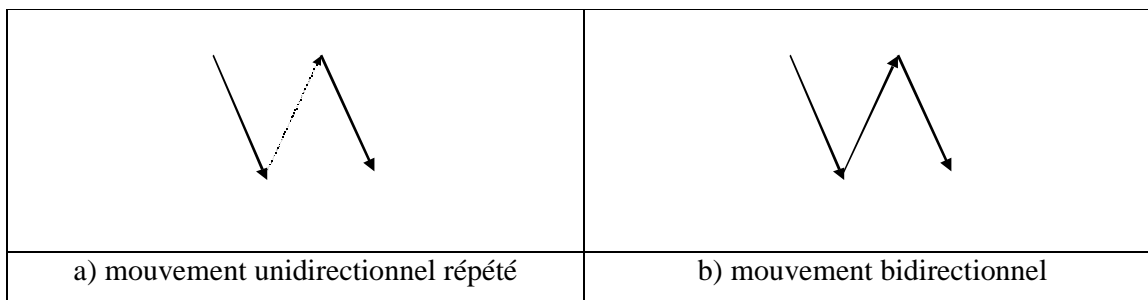 a) mouvement unidirectionnel répété
b) mouvement bidirectionnel